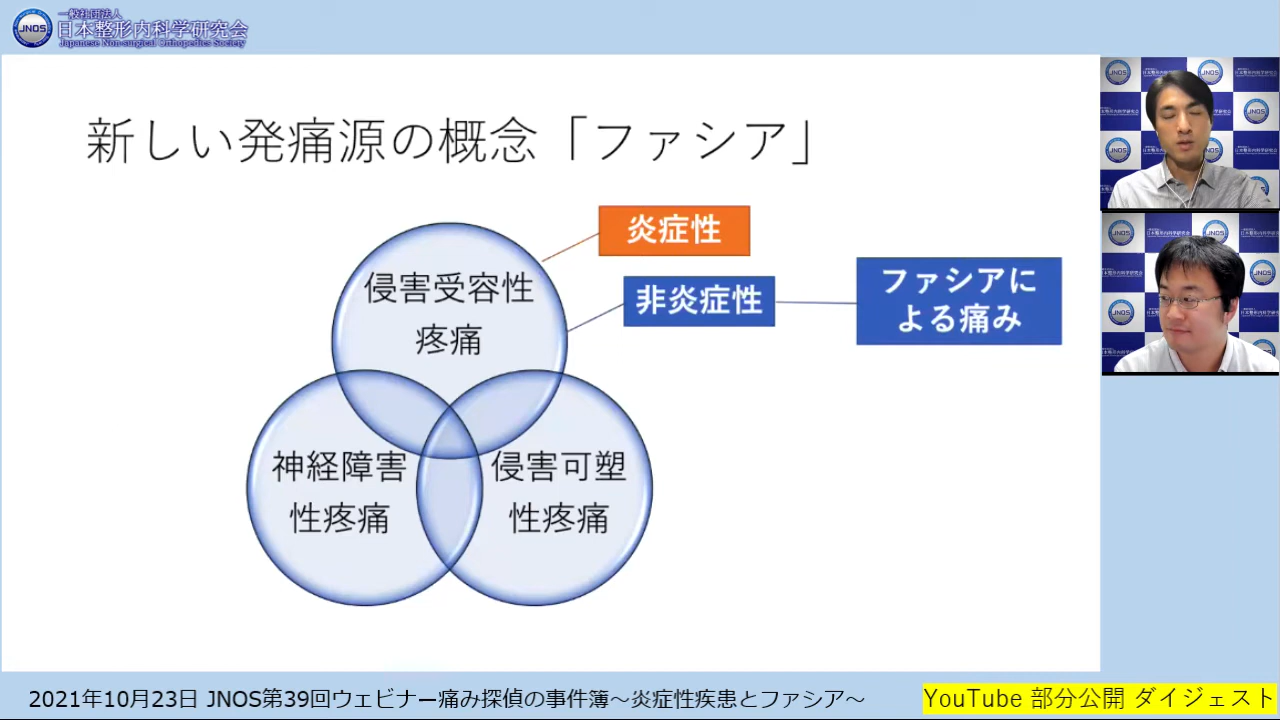 一般社団法人
JNOS 日本整形内科学研究会
Japanese Non-surgical Orthopedics Society
新しい発痛源の概念「ファシア」
炎症性
侵害受容性
疼痛
非炎症性
ファシアに
よる痛み
神経障害
性疼痛
侵害可塑
性疼痛
2021年10月23日 JNOS第39回ウェビナー痛み探偵の事件簿～炎症性疾患とファシア～
YouTube 部分公開 ダイジェスト